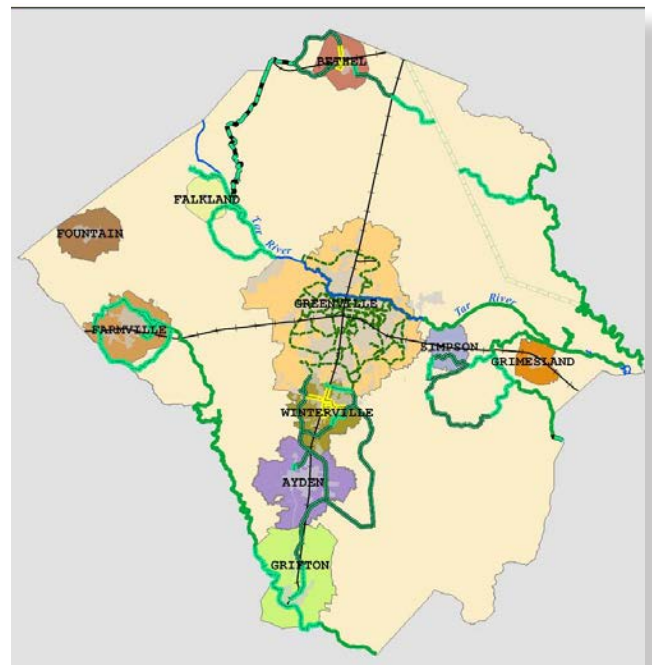 BETHEL
FALKLAND
FOUNTAIN
Tar River
GREENVILLE
Tar River
FARMVILLE
SIMPSON
GRIMESLAND
WINTERVILLE
AYDEN
GRIFTON